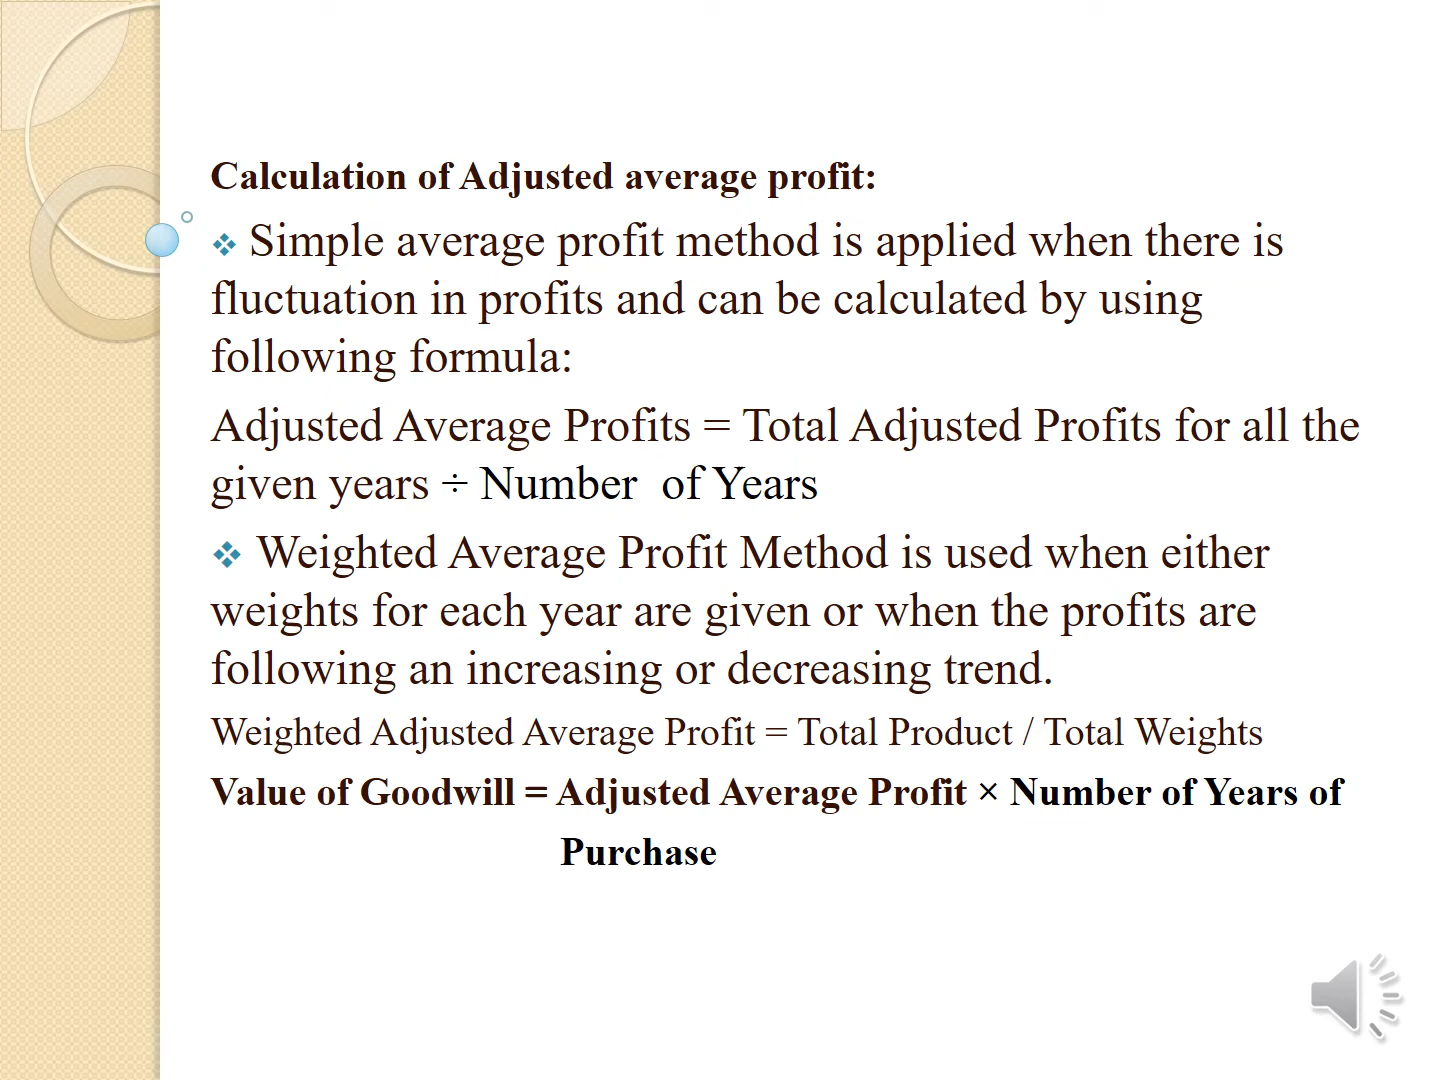 Calculation of Adjusted average profit:
❖ Simple average profit method is applied when there is
fluctuation in profits and can be calculated by using
following formula:
Adjusted Average Profits = Total Adjusted Profits for all the
given years ÷ Number of Years
❖ Weighted Average Profit Method is used when either
weights for each year are given or when the profits are
following an increasing or decreasing trend.
Weighted Adjusted Average Profit = Total Product / Total Weights
Value of Goodwill = Adjusted Average Profit × Number of Years of
Purchase